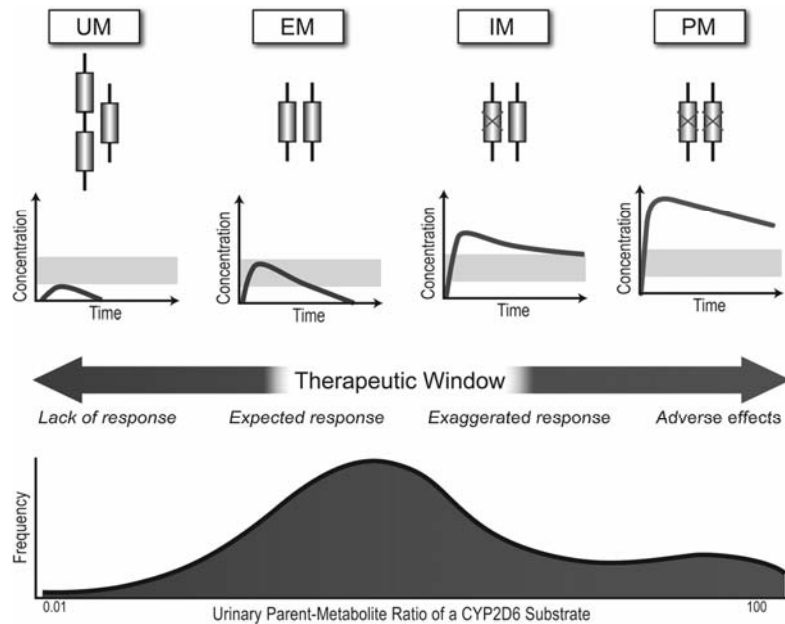 UM
EM
IM
PM
Concentration
Time
Concentration
Time
Concentration
Time
Concentration
Time
Therapeutic Window
Lack of response
Expected response
Exaggerated response
Adverse effects
Frequency
0.01
Urinary Parent-Metabolite Ratio of a CYP2D6 Substrate
100